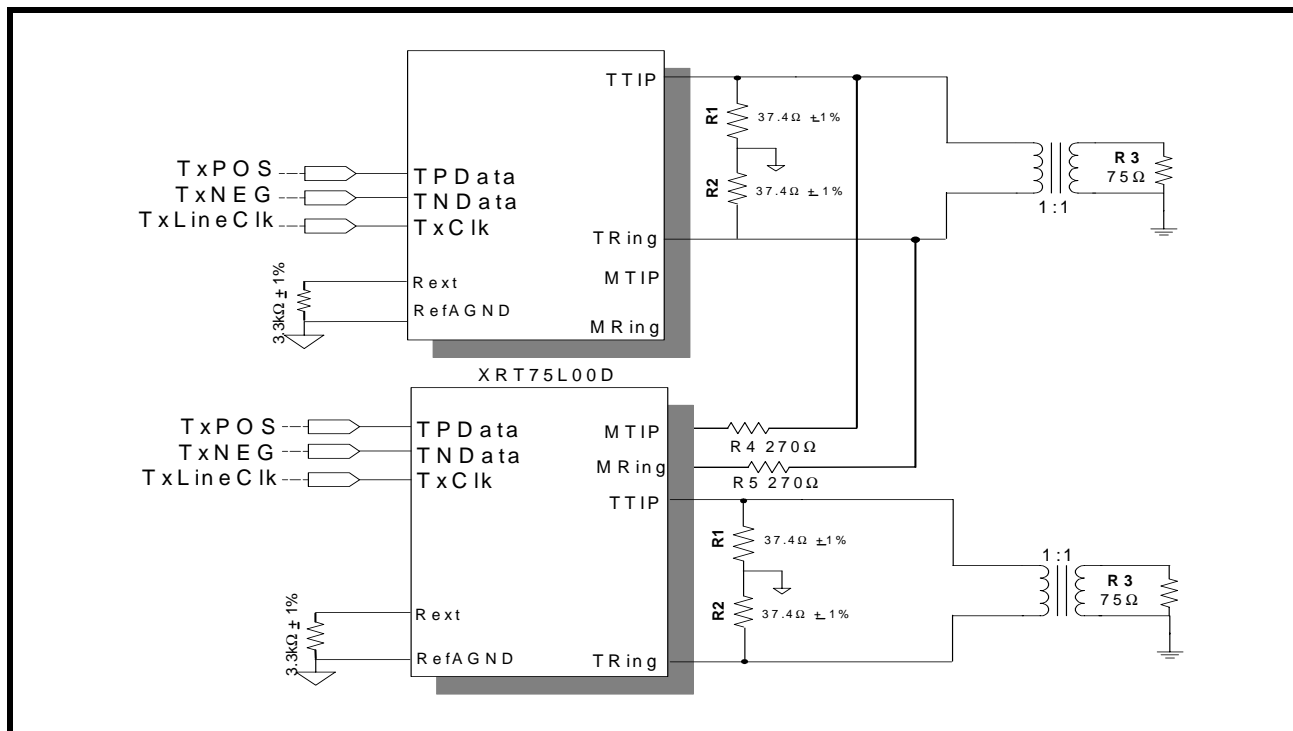 TTIP
R1
37.4Ω ±1%
TxPOS
TPData
R3
75Ω
TxNEG
TNData
R2
37.4Ω ±1%
1:1
TxLineClk
TxClk
TRing
3.3kΩ ± 1%
Rext
MTIP
RefAGND
MRing
XRT75L00D
TxPOS
TPData
MTIP
R4 270Ω
TxNEG
TNData
MRing
TxLineClk
TxClk
R5 270Ω
TTIP
R1
37.4Ω ±1%
1:1
R3
75Ω
3.3kΩ ± 1%
Rext
R2
37.4Ω ±1%
RefAGND
TRing